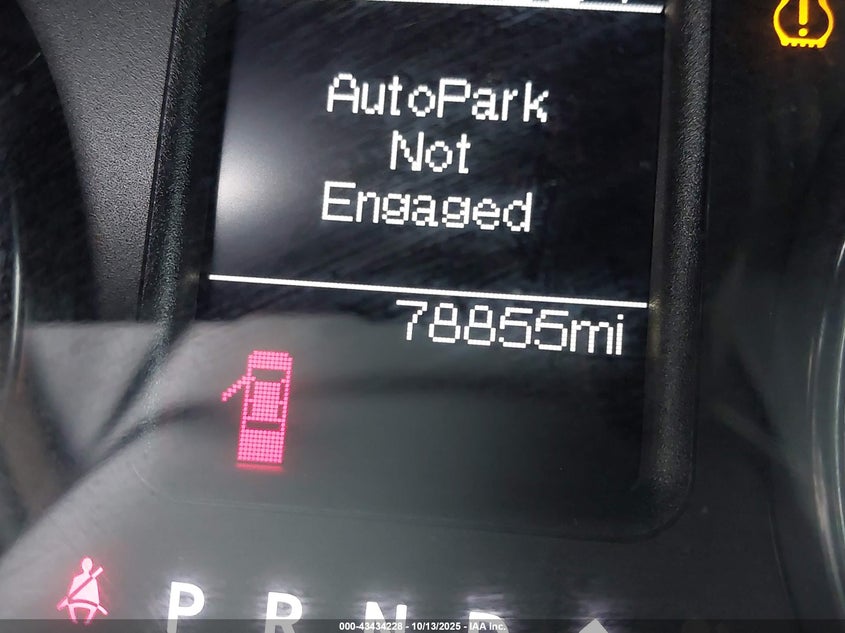 AutoPark
Not
Engaged
78855mi
P R N D
000-43434228 - 10/13/2025 - IAA Inc.